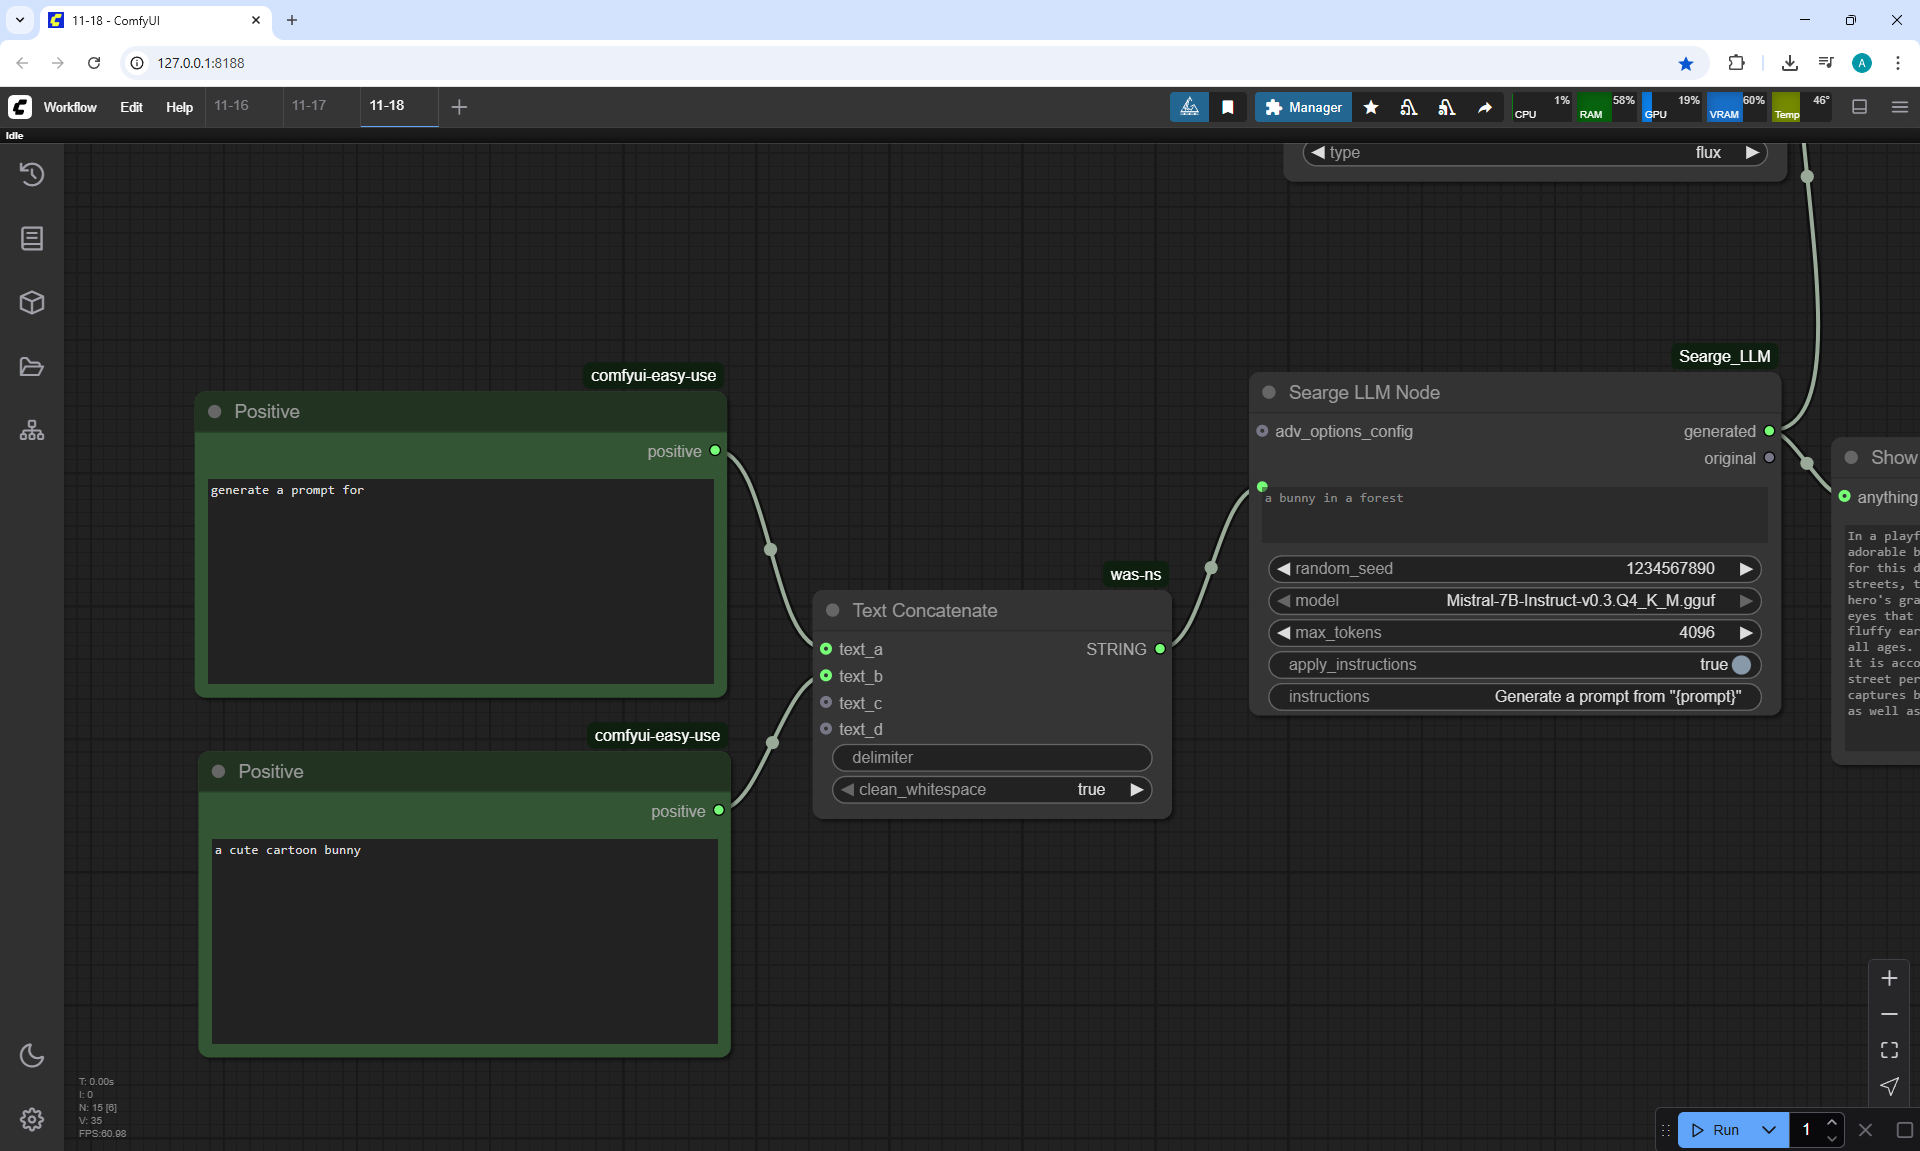 11-18 - ComfyUI
127.0.0.1:8188
Workflow Edit Help 11-16 11-17 11-18 Manager CPU 1% RAM 58% GPU 19% VRAM 60% Temp 46°
Idle
type flux
Searge_LLM
comfyui-easy-use
Searge LLM Node
Positive
adv_options_config generated
original
positive
generate a prompt for
a bunny in a forest
random_seed 1234567890
model Mistral-7B-Instruct-v0.3.Q4_K_M.gguf
max_tokens 4096
apply_instructions true
instructions Generate a prompt from "{prompt}"
Show
anything
In a playf
adorable b
for this d
streets, t
hero's gra
eyes that
fluffy ear
all ages.
it is acco
street per
captures b
as well as
was-ns
Text Concatenate
text_a STRING
text_b
text_c
text_d
delimiter
clean_whitespace true
comfyui-easy-use
Positive
positive
a cute cartoon bunny
T: 0.00s
I: 0
N: 15 [6]
V: 35
FPS:60.98
Run 1
A